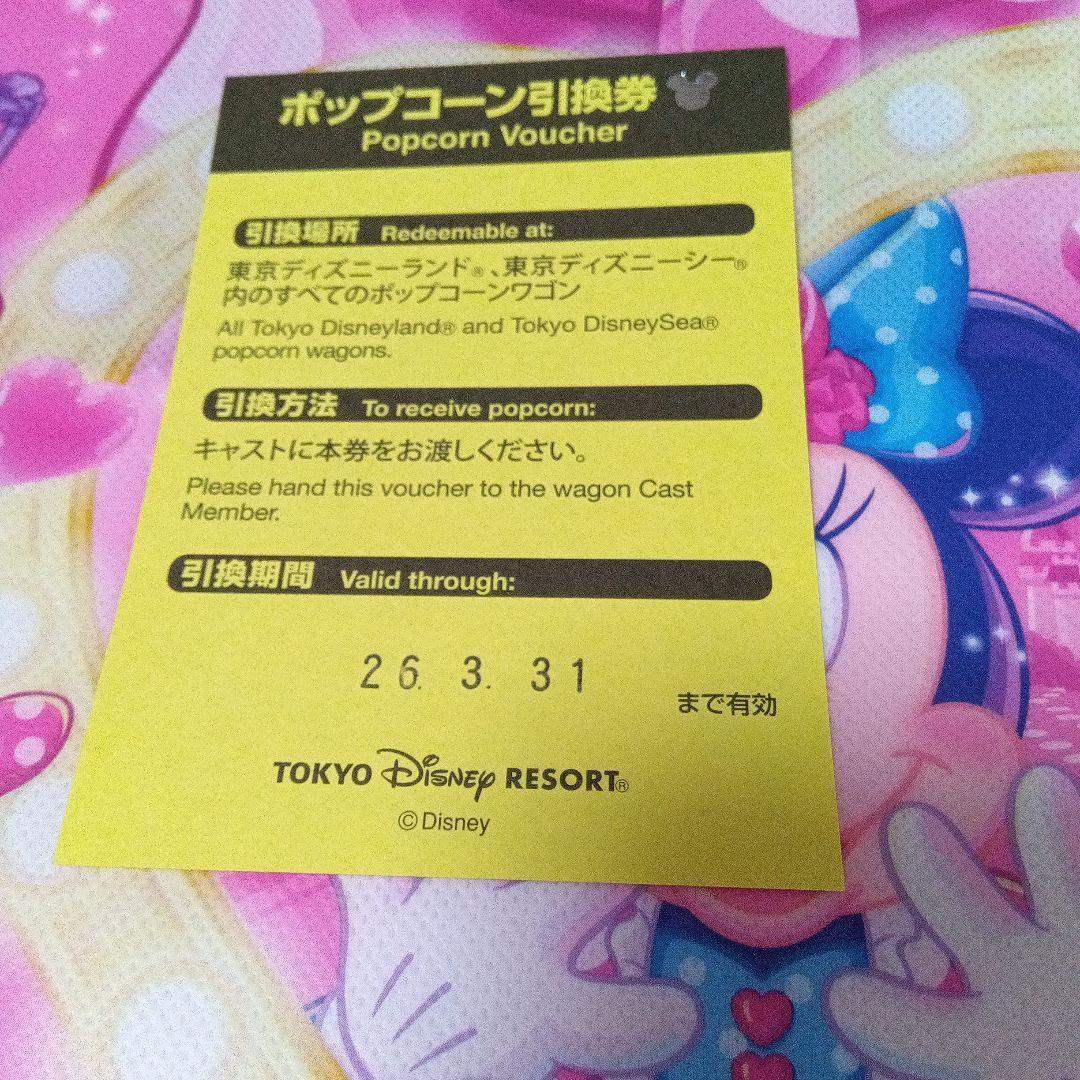 ポップコーン引換券
Popcorn Voucher
引換場所 Redeemable at:
東京ディズニーランド®、東京ディズニーシー®
内のすべてのポップコーンワゴン
All Tokyo Disneyland® and Tokyo DisneySea®
popcorn wagons.
引換方法 To receive popcorn:
キャストに本券をお渡しください。
Please hand this voucher to the wagon Cast
Member.
引換期間 Valid through:
26. 3. 31
まで有効
TOKYO Disney RESORT®
©Disney